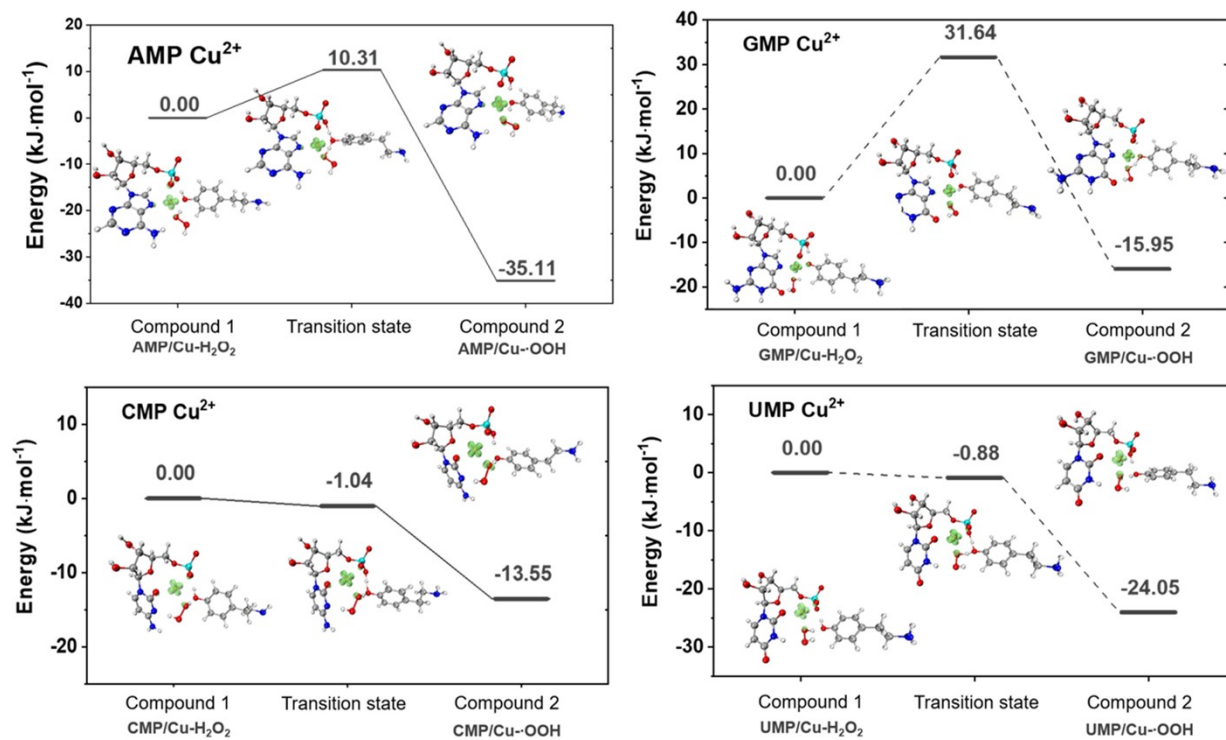 AMP Cu²⁺
Energy (kJ·mol⁻¹)
20
10
0
-10
-20
-30
-40
0.00
10.31
-35.11
Compound 1
Transition state
Compound 2
AMP/Cu-H₂O₂
AMP/Cu-·OOH
GMP Cu²⁺
Energy (kJ·mol⁻¹)
40
30
20
10
0
-10
-20
0.00
31.64
-15.95
Compound 1
Transition state
Compound 2
GMP/Cu-H₂O₂
GMP/Cu-·OOH
CMP Cu²⁺
Energy (kJ·mol⁻¹)
10
0
-10
-20
0.00
-1.04
-13.55
Compound 1
Transition state
Compound 2
CMP/Cu-H₂O₂
CMP/Cu-·OOH
UMP Cu²⁺
Energy (kJ·mol⁻¹)
10
0
-10
-20
-30
0.00
-0.88
-24.05
Compound 1
Transition state
Compound 2
UMP/Cu-H₂O₂
UMP/Cu-·OOH